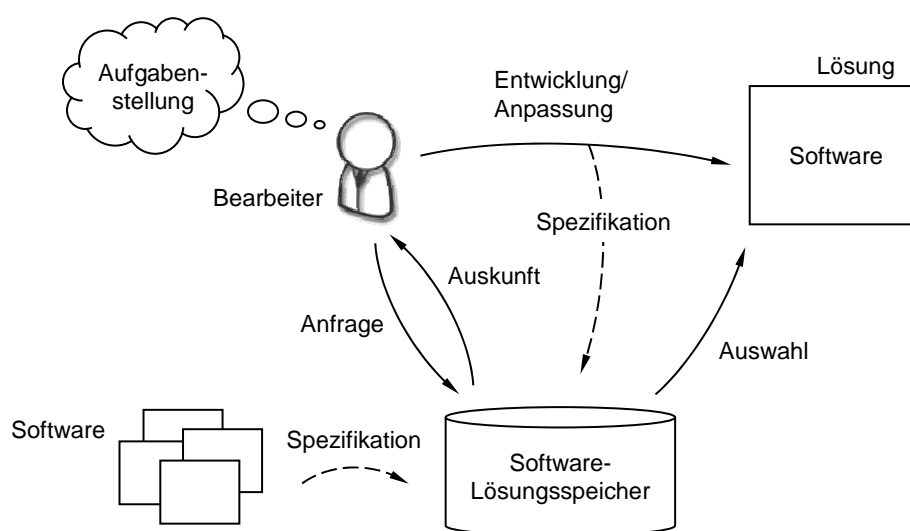 Aufgaben-
stellung
Entwicklung/
Anpassung
Lösung
Software
Bearbeiter
Spezifikation
Auskunft
Anfrage
Auswahl
Software
Spezifikation
Software-
Lösungsspeicher